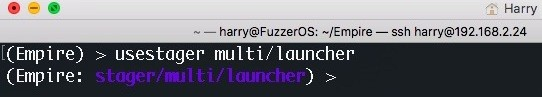 Harry
~ — harry@FuzzerOS: ~/Empire — ssh harry@192.168.2.24
(Empire) > usestager multi/launcher
(Empire: stager/multi/launcher) >